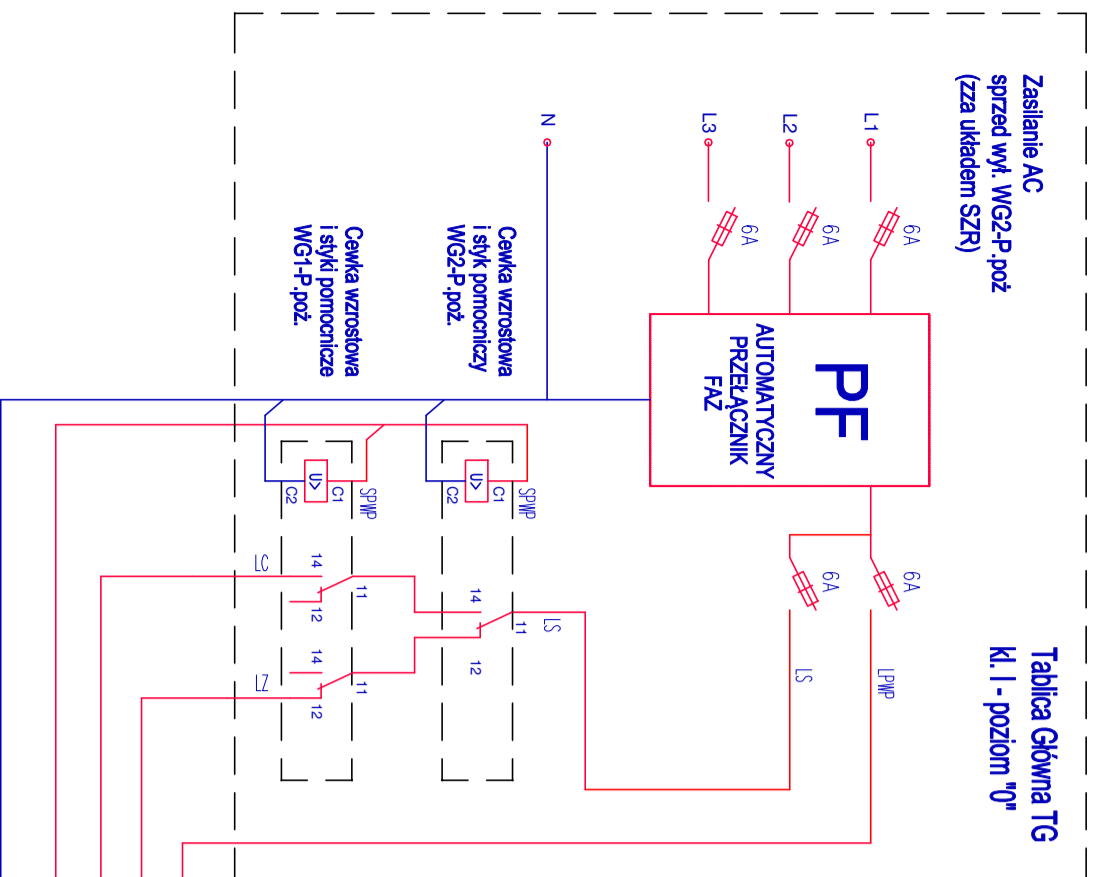 Zasilanie AC
sprzed wył. WG2-P.poż
(zza układem SZR)
Tablica Główna TG
kl. I - poziom "0"
L1
L2
L3
N
6A
6A
6A
PF
AUTOMATYCZNY
PRZEŁĄCZNIK
FAZ
6A
6A
LPWP
LS
Cewka wzrostowa
i styk pomocniczy
WG2-P.poż.
U>
C1
C2
SPWP
14
11
12
LS
Cewka wzrostowa
i styki pomocnicze
WG1-P.poż.
U>
C1
C2
SPWP
14
11
12
LC
14
11
12
LZ